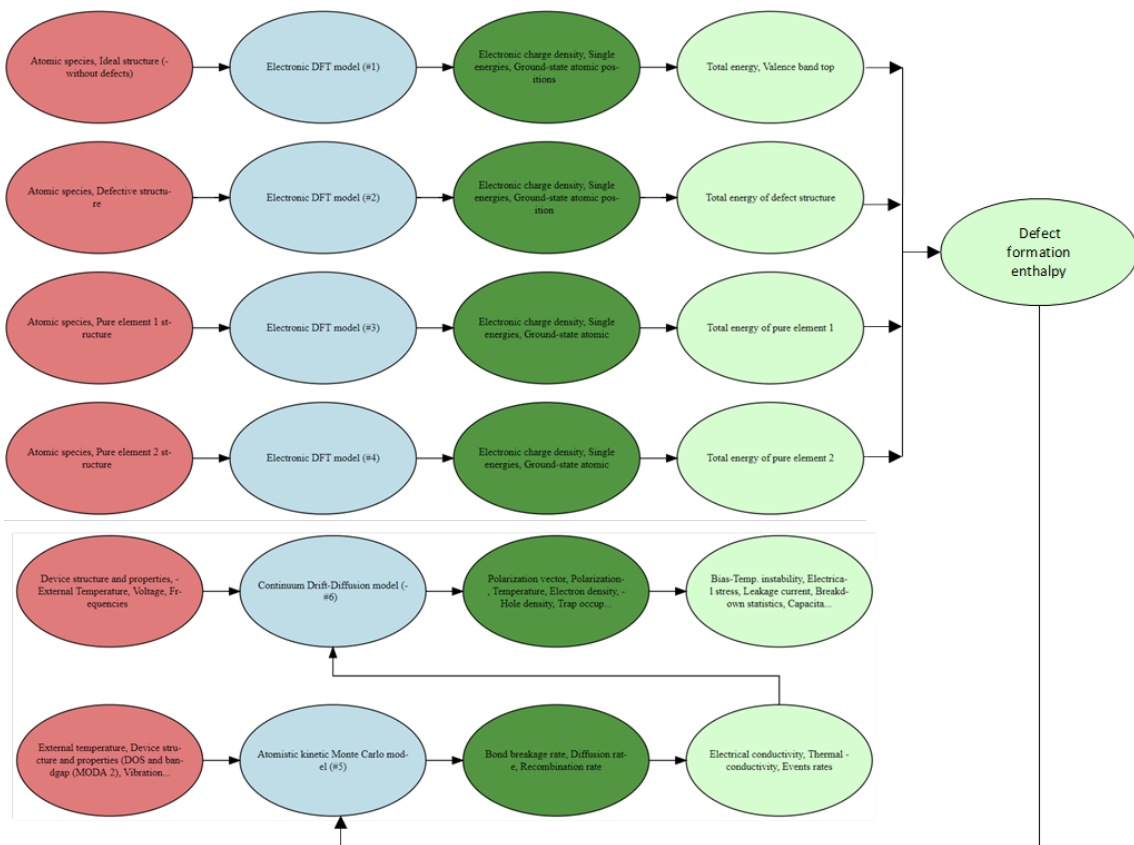 Atomic species, Ideal structure (-
without defects)
Electronic DFT model (#1)
Electronic charge density, Single
energies, Ground-state atomic pos-
itions
Total energy, Valence band top
Atomic species, Defective structu-
re
Electronic DFT model (#2)
Electronic charge density, Single
energies, Ground-state atomic pos-
ition
Total energy of defect structure
Defect
formation
enthalpy
Atomic species, Pure element 1 st-
ructure
Electronic DFT model (#3)
Electronic charge density, Single
energies, Ground-state atomic
Total energy of pure element 1
Atomic species, Pure element 2 st-
ructure
Electronic DFT model (#4)
Electronic charge density, Single
energies, Ground-state atomic
Total energy of pure element 2
Device structure and properties, -
External Temperature, Voltage, Fr-
equencies
Continuum Drift-Diffusion model (-
#6)
Polarization vector, Polarization-
, Temperature, Electron density, -
Hole density, Trap occup...
Bias-Temp. instability, Electrica-
l stress, Leakage current, Breakd-
own statistics, Capacita...
External temperature, Device stru-
cture and properties (DOS and ban-
dgap (MODA 2), Vibration...
Atomistic kinetic Monte Carlo mod-
el (#5)
Bond breakage rate, Diffusion rat-
e, Recombination rate
Electrical conductivity, Thermal -
conductivity, Events rates